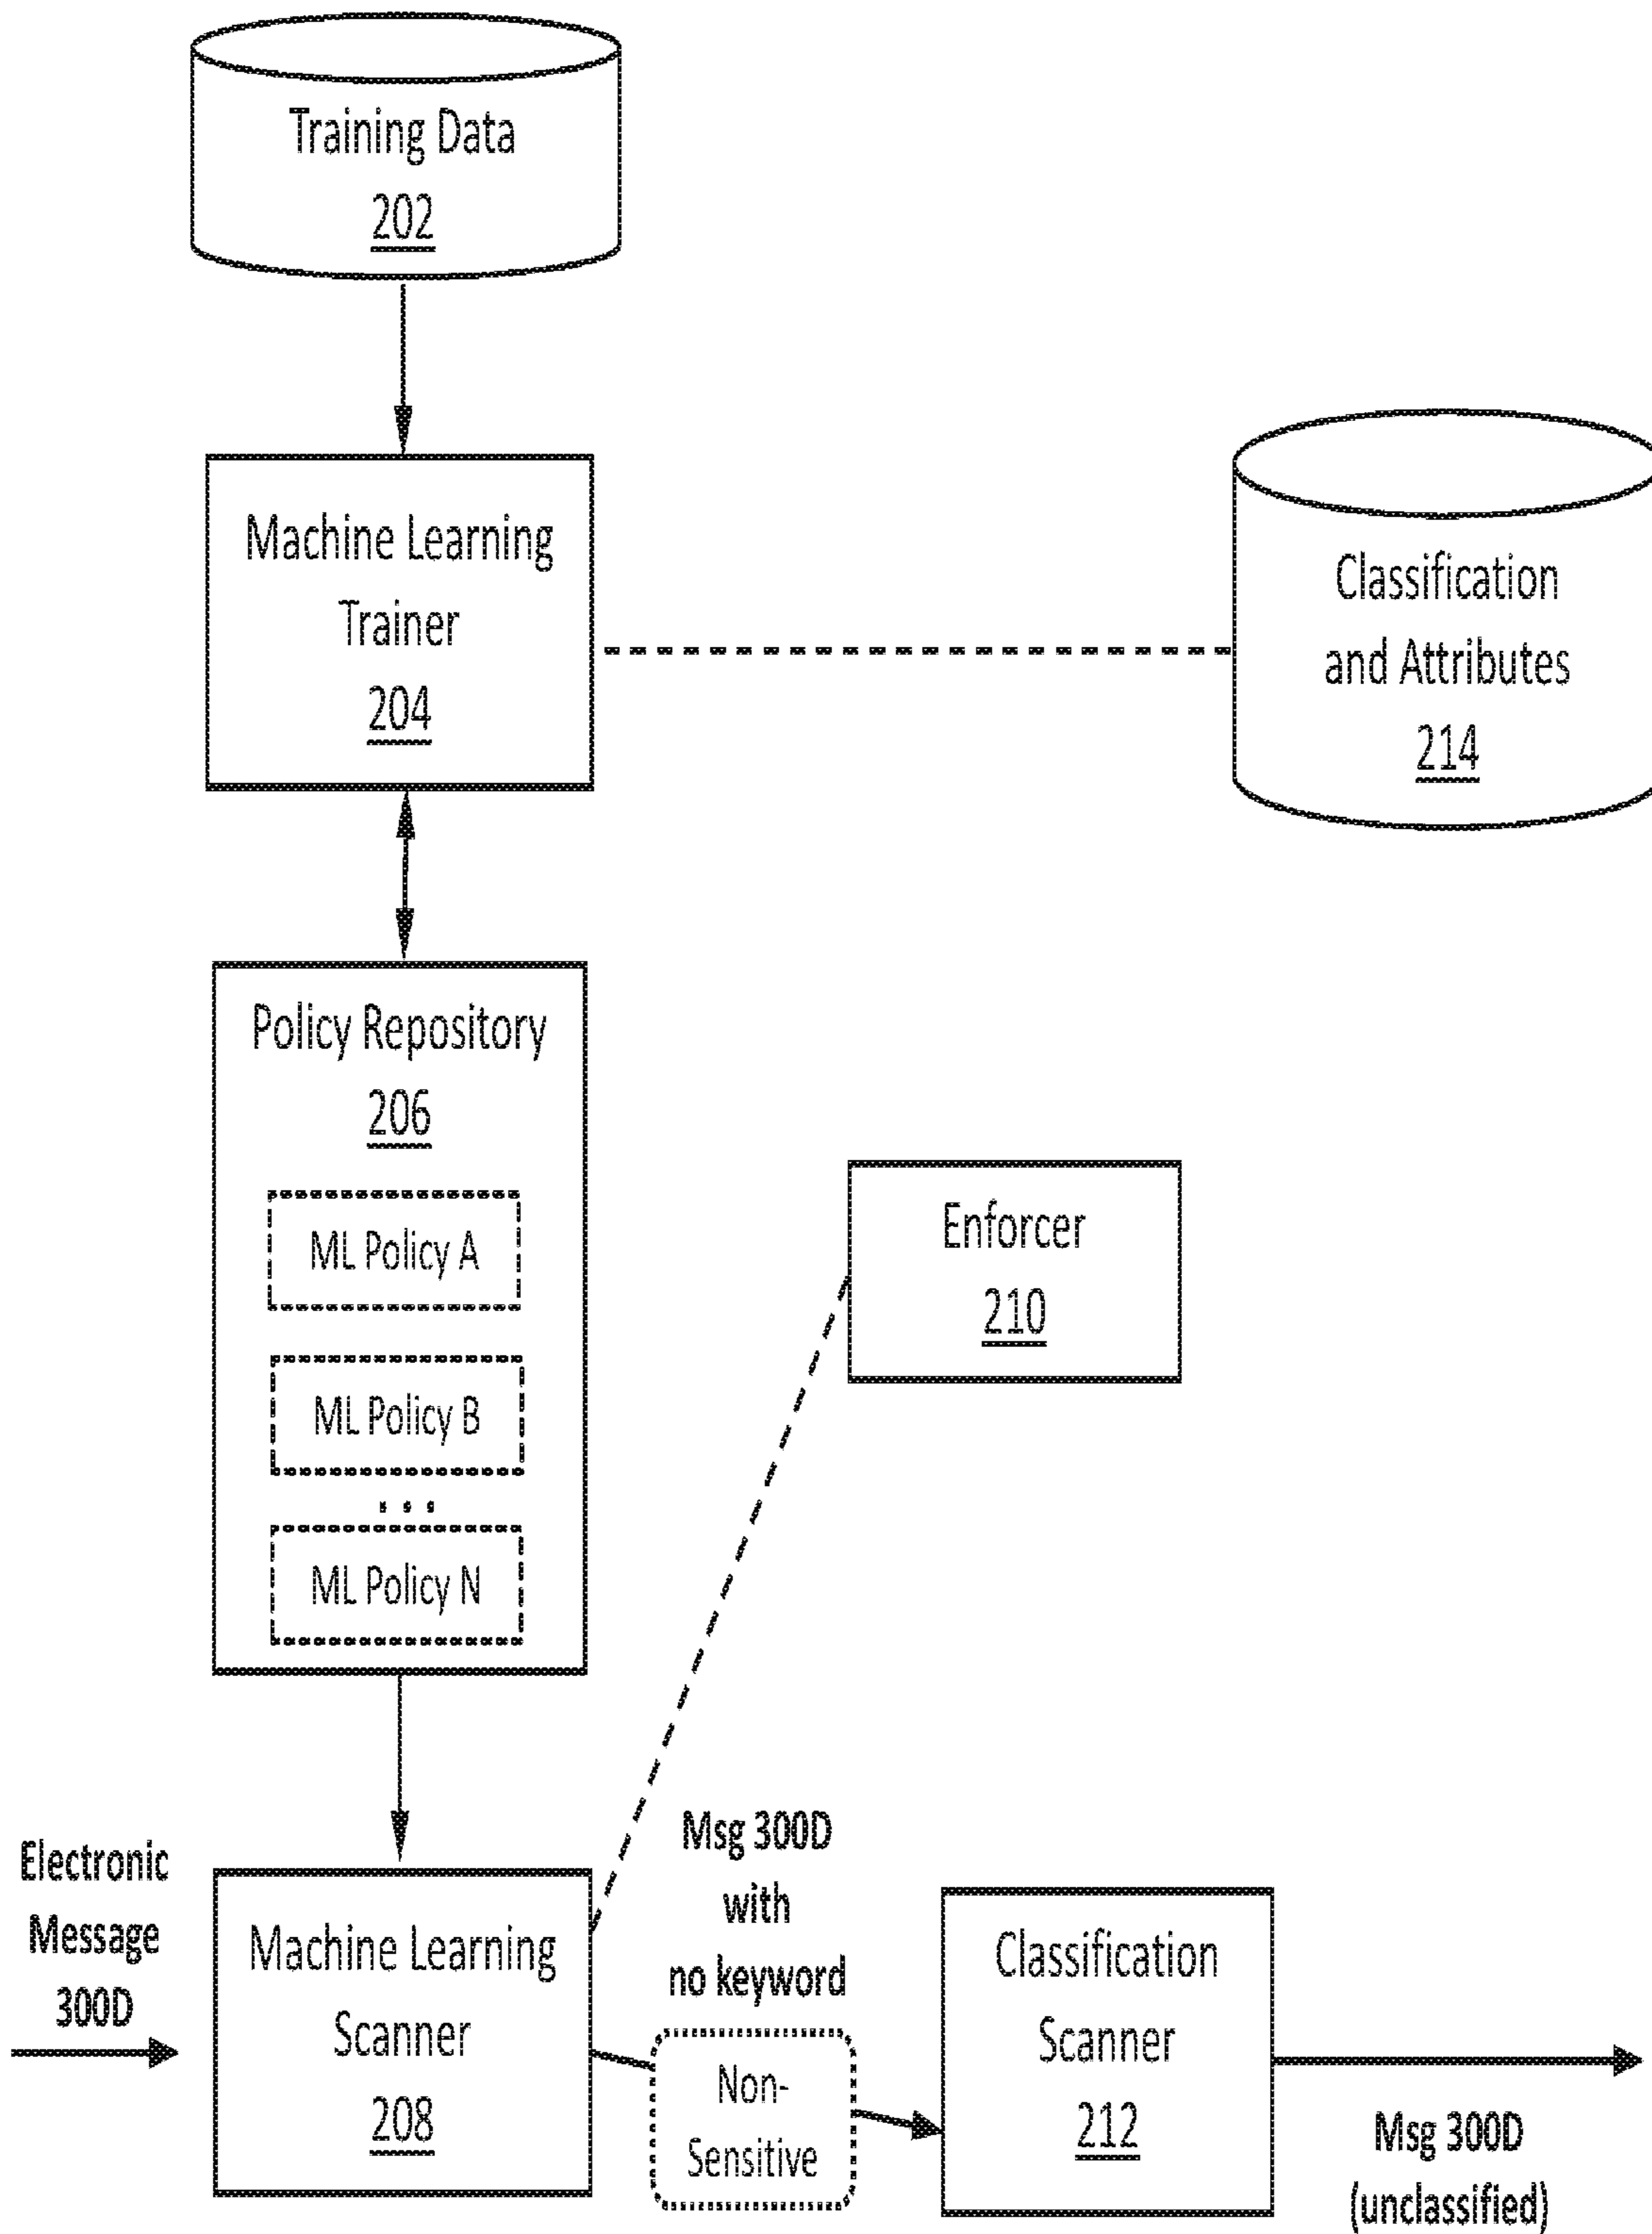 Training Data
202
Machine Learning
Trainer
204
Classification
and Attributes
214
Policy Repository
206
ML Policy A
ML Policy B
...
ML Policy N
Enforcer
210
Electronic
Message
300D
Machine Learning
Scanner
208
Msg 300D
with
no keyword
Non-
Sensitive
Classification
Scanner
212
Msg 300D
(unclassified)